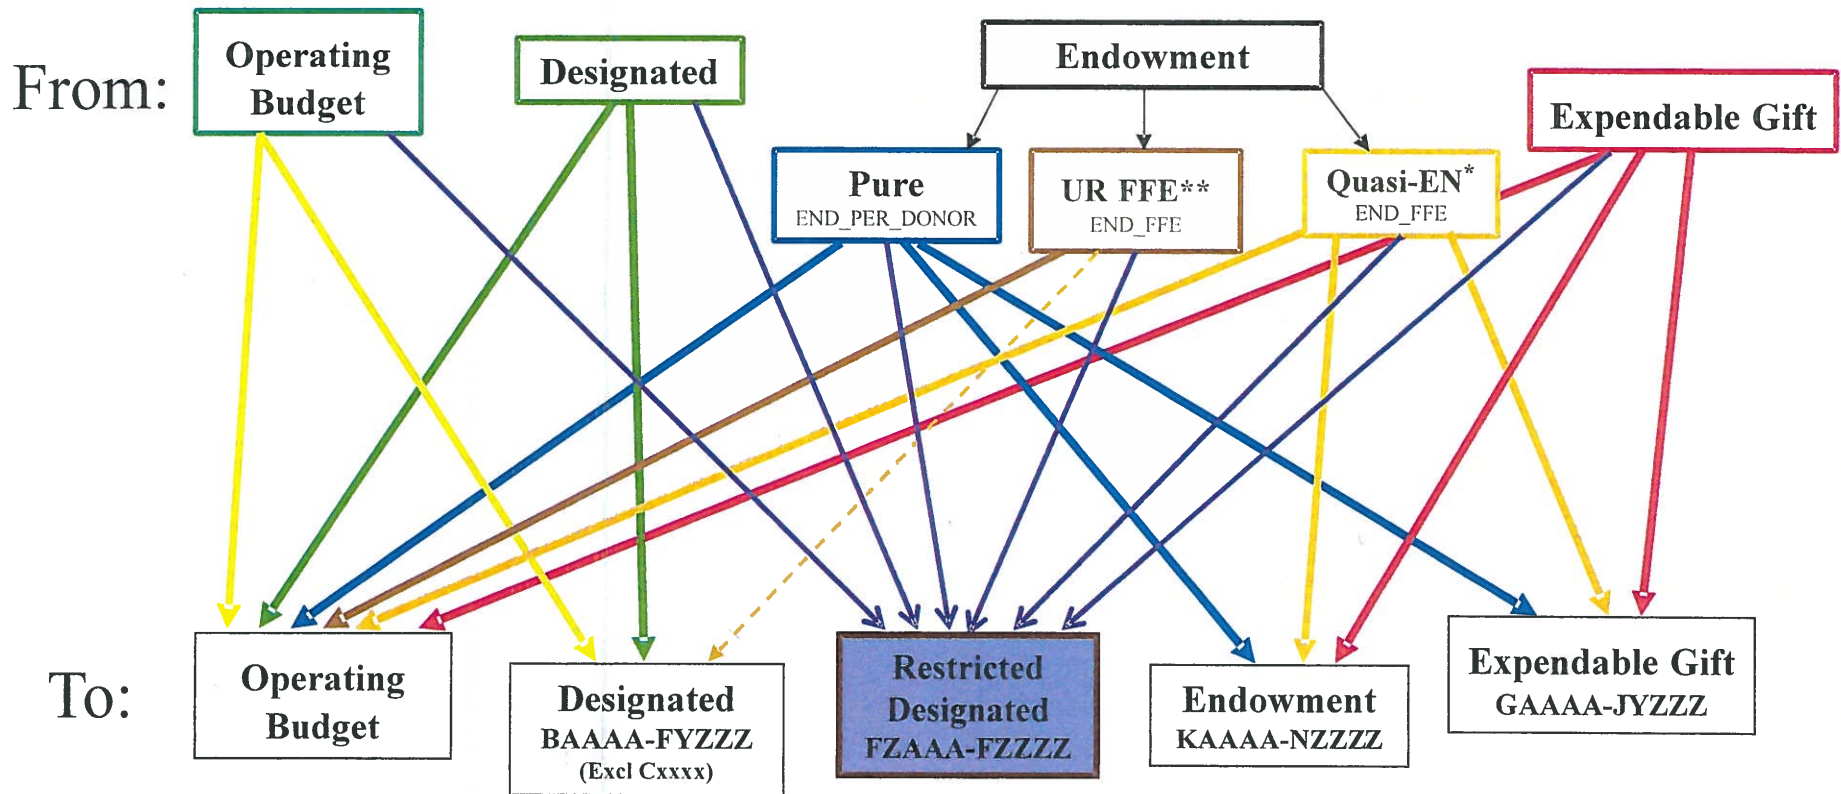 From:
Operating
Budget
Designated
Endowment
Expendable Gift
Pure
END_PER_DONOR
UR FFE**
END_FFE
Quasi-EN*
END_FFE
To:
Operating
Budget
Designated
BAAAA-FYZZZ
(Excl Cxxxx)
Restricted
Designated
FZAAA-FZZZZ
Endowment
KAAAA-NZZZZ
Expendable Gift
GAAAA-JYZZZ